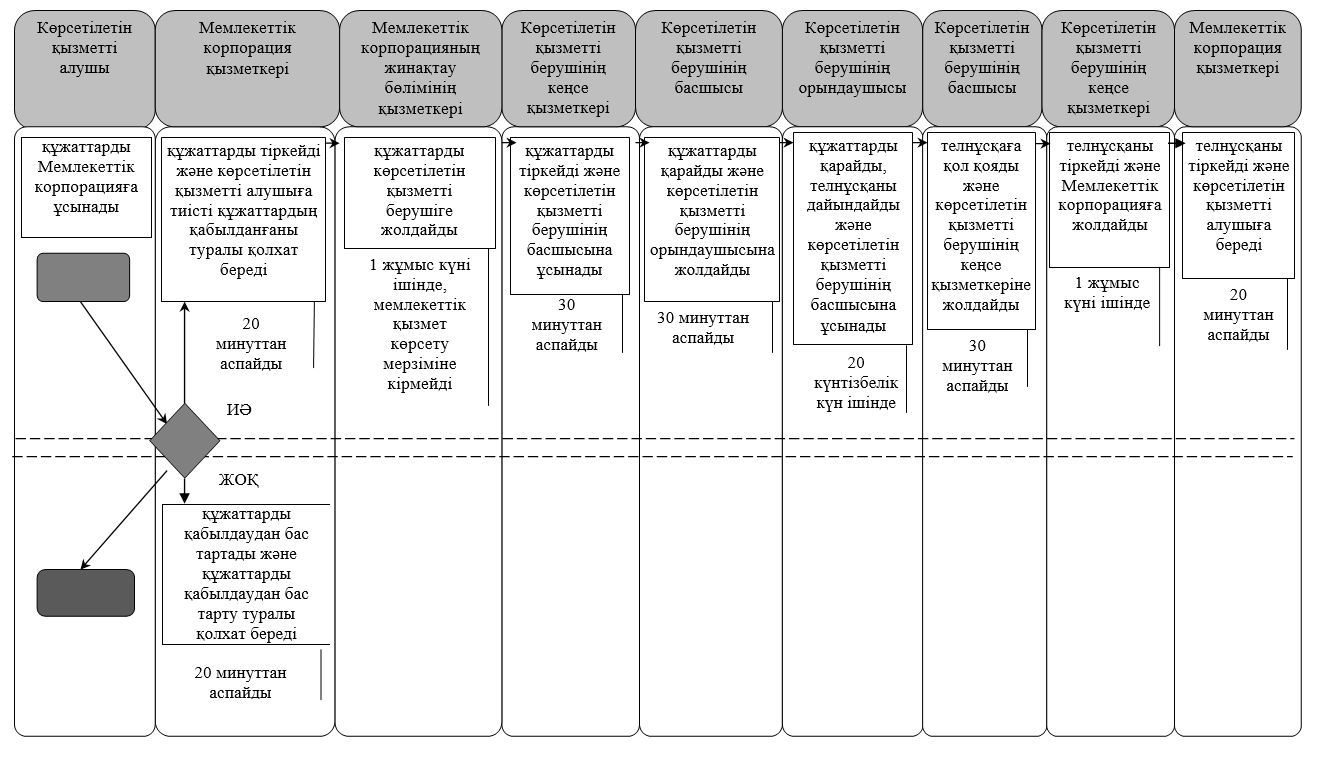 Көрсетілетін
қызметті
алушы
Мемлекеттік
корпорация
қызметкері
Мемлекеттік
корпорацияның
жинақтау
бөлімінің
қызметкері
Көрсетілетін
қызметті
берушінің
кеңсе
қызметкері
Көрсетілетін
қызметті
берушінің
басшысы
Көрсетілетін
қызметті
берушінің
орындаушысы
Көрсетілетін
қызметті
берушінің
басшысы
Көрсетілетін
қызметті
берушінің
кеңсе
қызметкері
Мемлекеттік
корпорация
қызметкері
құжаттарды
Мемлекеттік
корпорацияға
ұсынады
құжаттарды тіркейді
және көрсетілетін
қызметті алушыға
тиісті құжаттардың
қабылданғаны
туралы қолхат
береді
20
минуттан
аспайды
ИӘ
ЖОҚ
құжаттарды
қабылдаудан бас
тартады және
құжаттарды
қабылдаудан бас
тарту туралы
қолхат береді
20 минуттан
аспайды
құжаттарды
көрсетілетін
қызметті
берушіге
жолдайды
1 жұмыс күні
ішінде,
мемлекеттік
қызмет
көрсету
мерзіміне
кірмейді
құжаттарды
тіркейді және
көрсетілетін
қызметті
берушінің
басшысына
ұсынады
30
минуттан
аспайды
құжаттарды
қарайды және
көрсетілетін
қызметті
берушінің
орындаушысына
жолдайды
30 минуттан
аспайды
құжаттарды
қарайды,
телнұсқаны
дайындайды
және
көрсетілетін
қызметті
берушінің
басшысына
ұсынады
20
күнтізбелік
күн ішінде
телнұсқаға
қол қояды
және
көрсетілетін
қызметті
берушінің
кеңсе
қызметкеріне
жолдайды
30
минуттан
аспайды
телнұсқаны
тіркейді және
Мемлекеттік
корпорацияға
жолдайды
1 жұмыс
күні ішінде
телнұсқаны
тіркейді және
көрсетілетін
қызметті
алушыға
береді
20
минуттан
аспайды